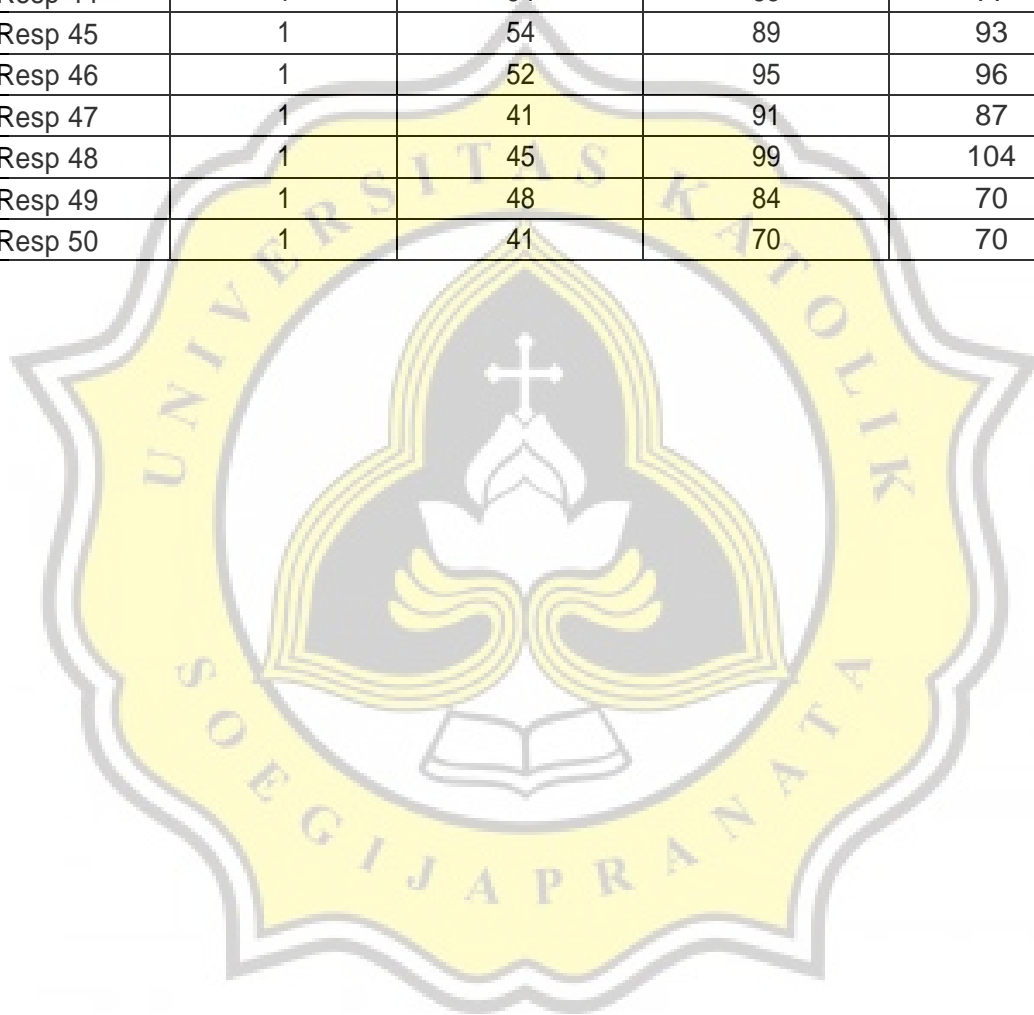 Resp 45 1 54 89 93
Resp 46 1 52 95 96
Resp 47 1 41 91 87
Resp 48 1 45 99 104
Resp 49 1 48 84 70
Resp 50 1 41 70 70
UNIVERSITAS KATOLIK
SOEGIJAPRANATA